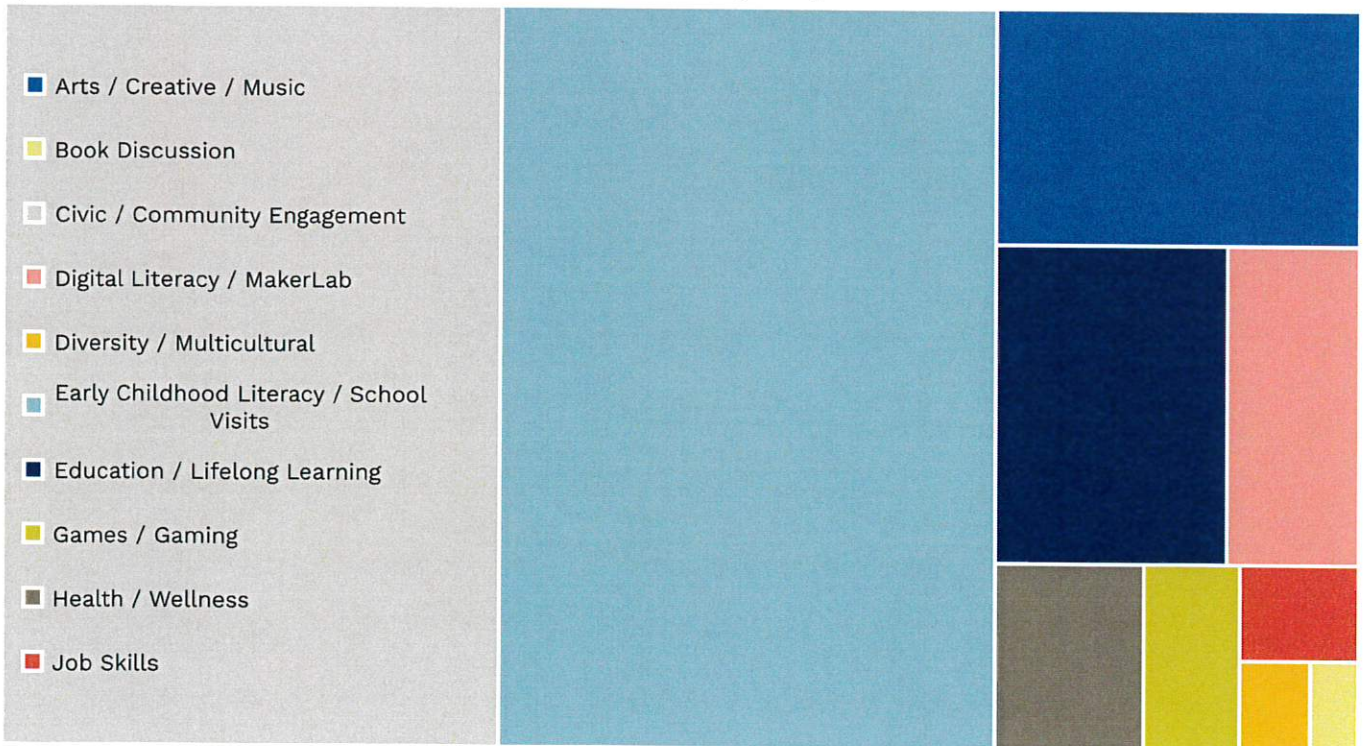 Arts / Creative / Music
Book Discussion
Civic / Community Engagement
Digital Literacy / MakerLab
Diversity / Multicultural
Early Childhood Literacy / School
Visits
Education / Lifelong Learning
Games / Gaming
Health / Wellness
Job Skills